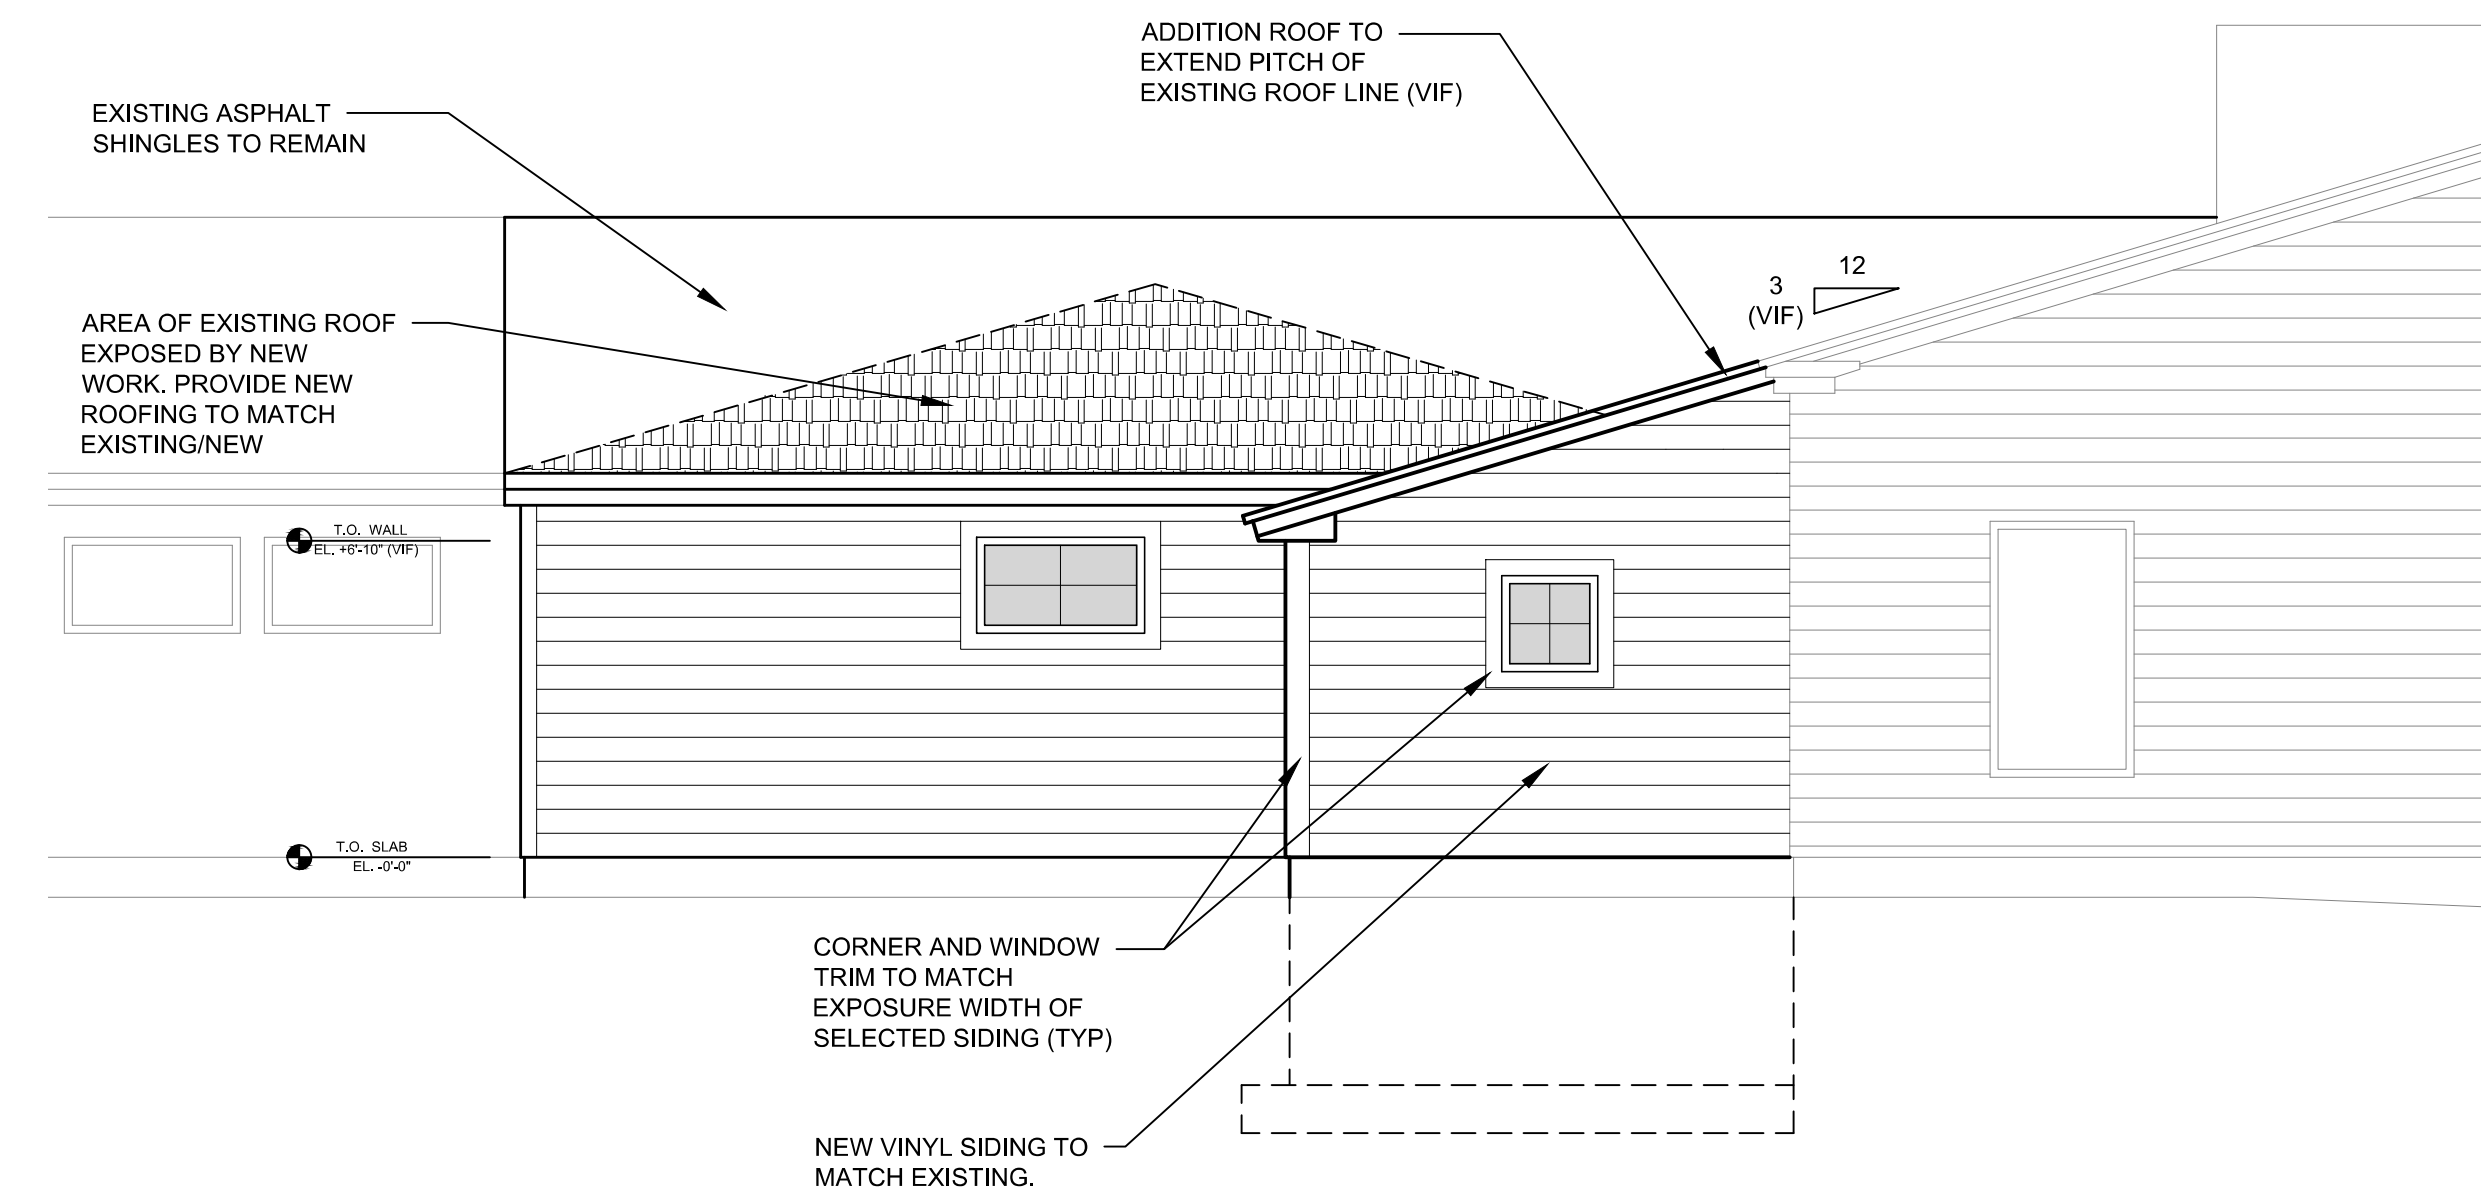 ADDITION ROOF TO
EXTEND PITCH OF
EXISTING ROOF LINE (VIF)
EXISTING ASPHALT
SHINGLES TO REMAIN
12
3
(VIF)
AREA OF EXISTING ROOF
EXPOSED BY NEW
WORK. PROVIDE NEW
ROOFING TO MATCH
EXISTING/NEW
T.O. WALL
EL. +6'-10" (VIF)
T.O. SLAB
EL. -0'-0"
CORNER AND WINDOW
TRIM TO MATCH
EXPOSURE WIDTH OF
SELECTED SIDING (TYP)
NEW VINYL SIDING TO
MATCH EXISTING.